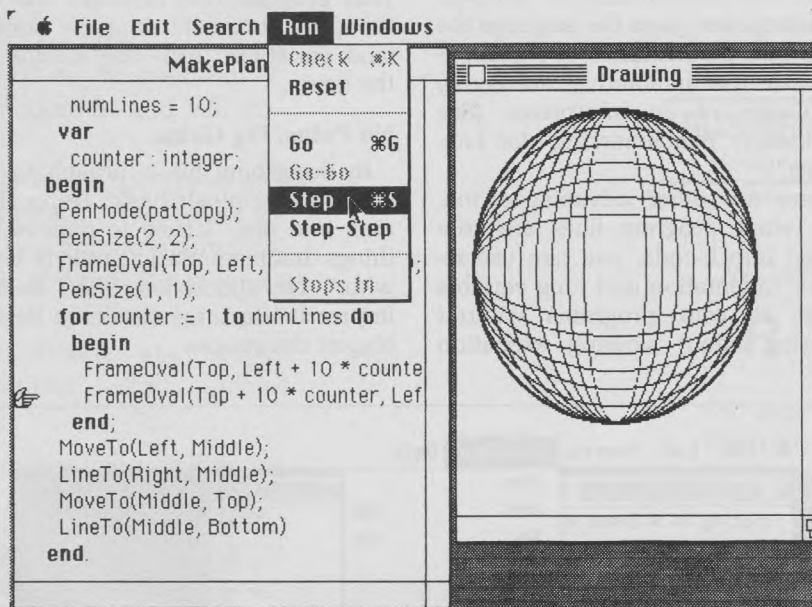 File Edit Search Run Windows
MakePlan
numLines = 10;
var
counter : integer;
begin
PenMode(patCopy);
PenSize(2, 2);
FrameOval(Top, Left, ;
PenSize(1, 1);
for counter := 1 to numLines do
begin
FrameOval(Top, Left + 10 * counte
FrameOval(Top + 10 * counter, Lef
end;
MoveTo(Left, Middle);
LineTo(Right, Middle);
MoveTo(Middle, Top);
LineTo(Middle, Bottom)
end.
Check ⌘K
Reset
Go ⌘G
Go-Go
Step ⌘S
Step-Step
Stops In
Drawing